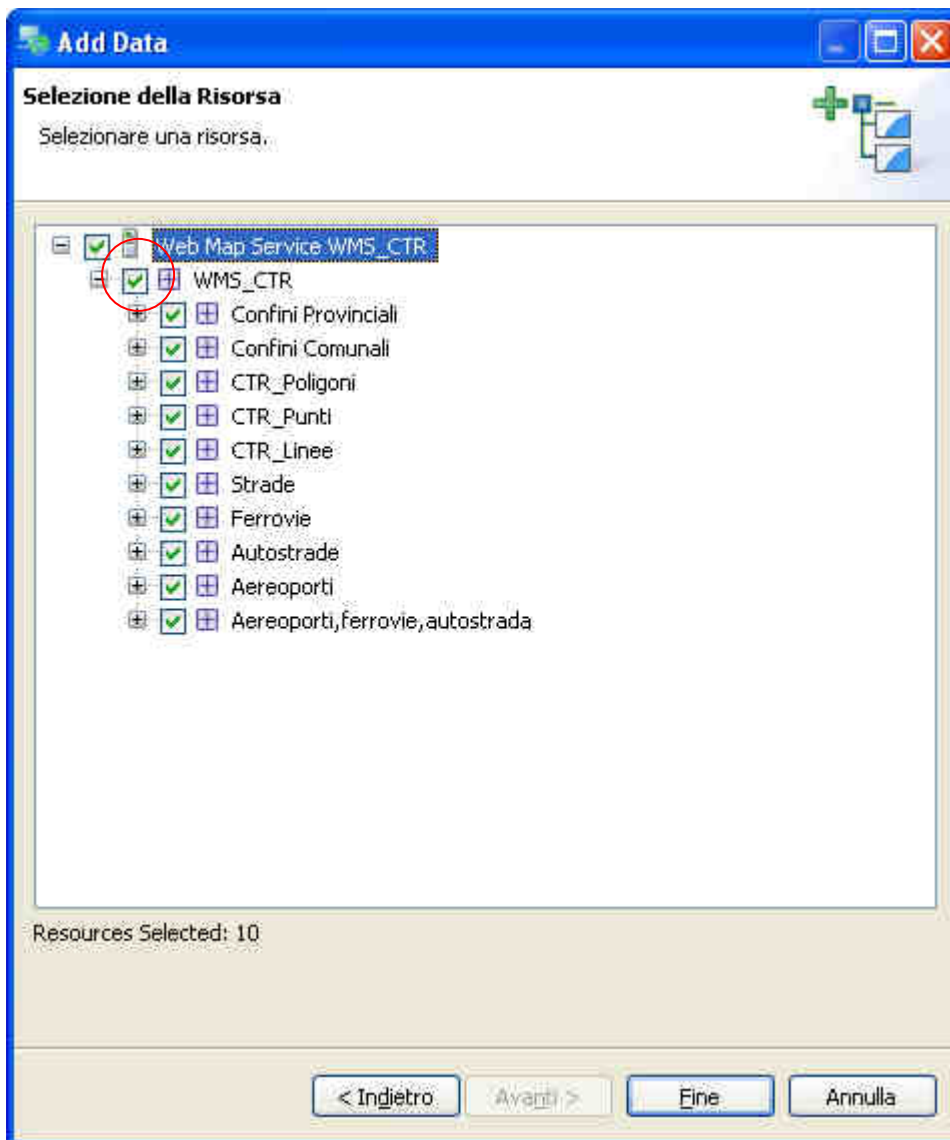 Add Data
Selezione della Risorsa
Selezionare una risorsa.
Web Map Service WMS_CTR
WMS_CTR
Confini Provinciali
Confini Comunali
CTR_Poligoni
CTR_Punti
CTR_Linee
Strade
Ferrovie
Autostrade
Aereoporti
Aereoporti,ferrovie,autostrada
Resources Selected: 10
< Indietro
Avanti >
Fine
Annulla